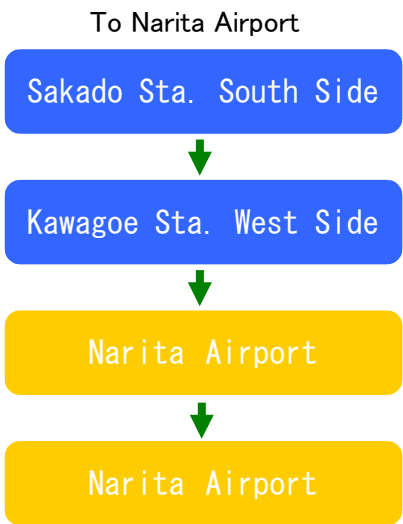 To Narita Airport
Sakado Sta. South Side
Kawagoe Sta. West Side
Narita Airport
Narita Airport